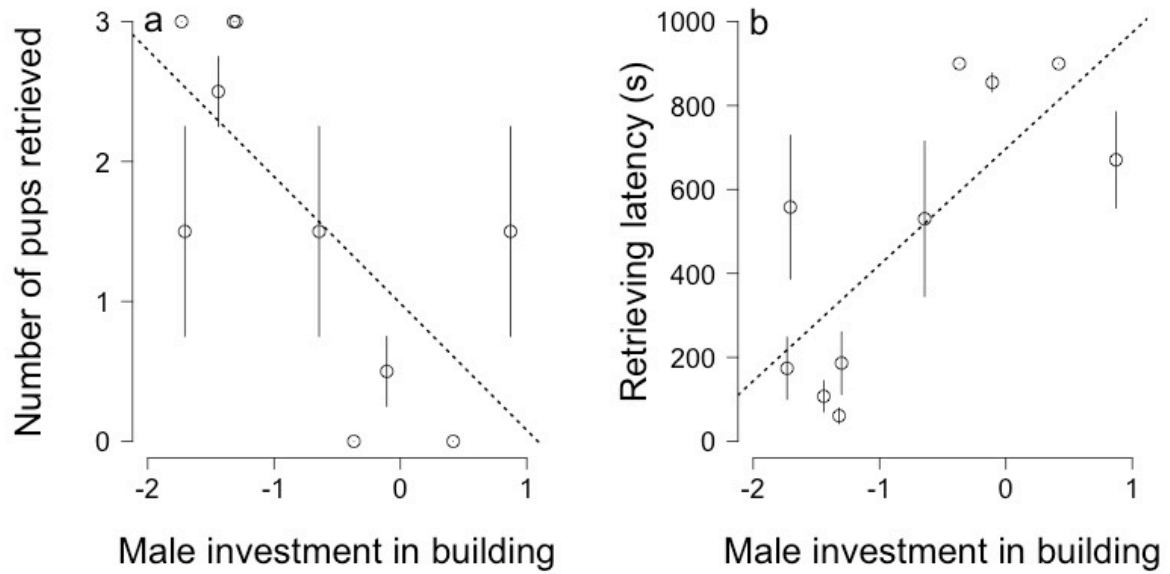 a
Number of pups retrieved
3
2
1
0
-2 -1 0 1
Male investment in building
b
Retrieving latency (s)
1000
800
600
400
200
0
-2 -1 0 1
Male investment in building